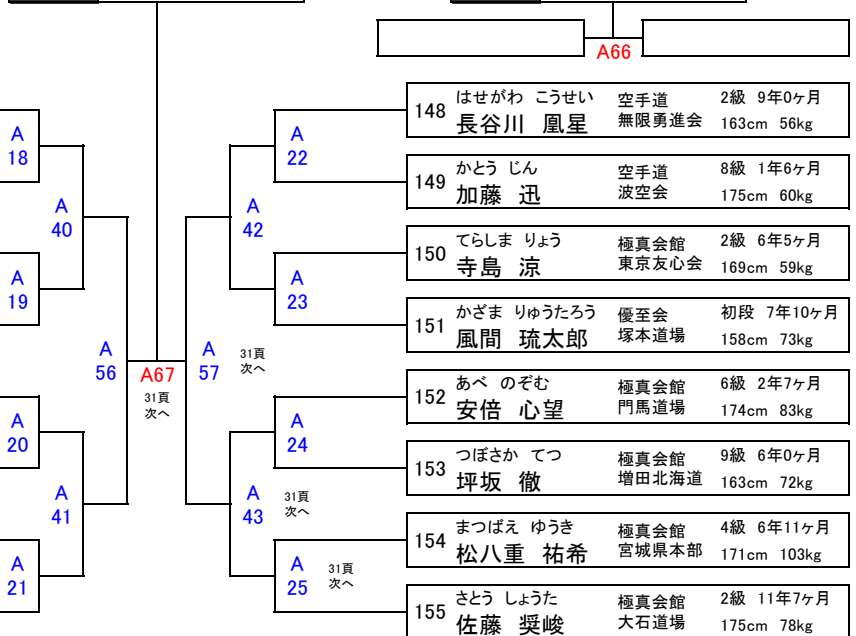 A66
148
はせがわ こうせい
長谷川 凰星
空手道
無限勇進会
2級 9年0ヶ月
163cm 56kg
149
かとう じん
加藤 迅
空手道
波空会
8級 1年6ヶ月
175cm 60kg
150
てらしま りょう
寺島 涼
極真会館
東京友心会
2級 6年5ヶ月
169cm 59kg
151
かざま りゅうたろう
風間 琉太郎
優至会
塚本道場
初段 7年10ヶ月
158cm 73kg
152
あべ のぞむ
安倍 心望
極真会館
門馬道場
6級 2年7ヶ月
174cm 83kg
153
つぼさか てつ
坪坂 徹
極真会館
増田北海道
9級 6年0ヶ月
163cm 72kg
154
まつばえ ゆうき
松八重 祐希
極真会館
宮城県本部
4級 6年11ヶ月
171cm 103kg
155
さとう しょうた
佐藤 奨峻
極真会館
大石道場
2級 11年7ヶ月
175cm 78kg
A
18
A
40
A
19
A
56
A
20
A
41
A
21
A67
31頁
次へ
A
22
A
42
A
23
A
57
31頁
次へ
A
24
A
43
31頁
次へ
A
25
31頁
次へ